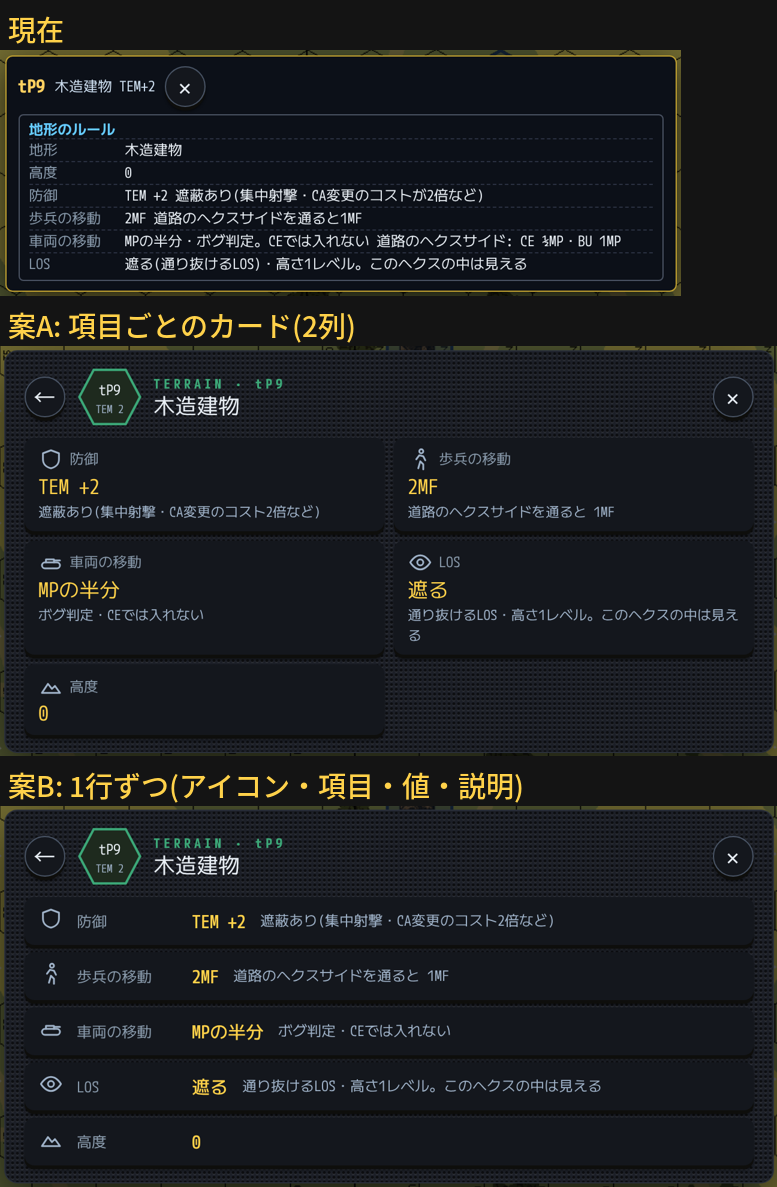 現在
tP9 木造建物 TEM+2 ×
地形のルール
地形 木造建物
高度 0
防御 TEM +2 遮蔽あり(集中射撃・CA変更のコストが2倍など)
歩兵の移動 2MF 道路のヘクスサイドを通ると1MF
車両の移動 MPの半分・ボグ判定。CEでは入れない 道路のヘクスサイド: CE ½MP・BU 1MP
LOS 遮る(通り抜けるLOS)・高さ1レベル。このヘクスの中は見える
案A: 項目ごとのカード(2列)
← tP9 TERRAIN · tP9 ×
TEM 2 木造建物
防御
TEM +2
遮蔽あり(集中射撃・CA変更のコスト2倍など)
歩兵の移動
2MF
道路のヘクスサイドを通ると 1MF
車両の移動
MPの半分
ボグ判定・CEでは入れない
LOS
遮る
通り抜けるLOS・高さ1レベル。このヘクスの中は見え
る
高度
0
案B: 1行ずつ(アイコン・項目・値・説明)
← tP9 TERRAIN · tP9 ×
TEM 2 木造建物
防御 TEM +2 遮蔽あり(集中射撃・CA変更のコスト2倍など)
歩兵の移動 2MF 道路のヘクスサイドを通ると 1MF
車両の移動 MPの半分 ボグ判定・CEでは入れない
LOS 遮る 通り抜けるLOS・高さ1レベル。このヘクスの中は見える
高度 0